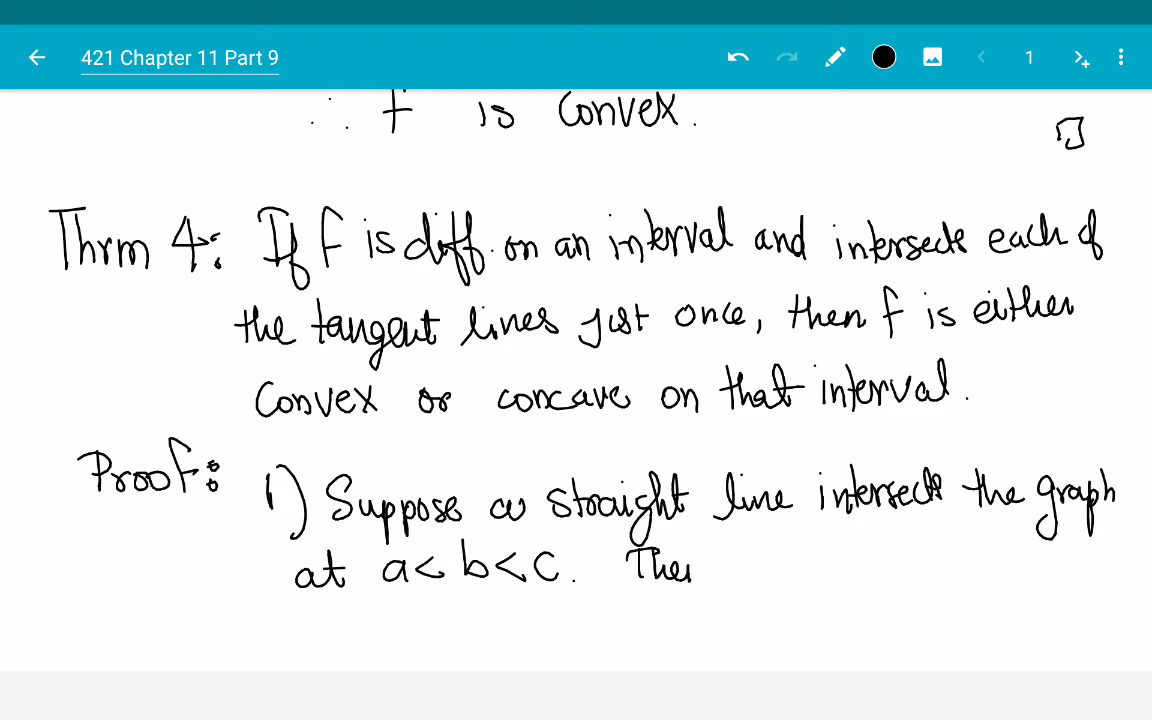 421 Chapter 11 Part 9
1
∴ f is convex.
Thrm 4: If f is diff. on an interval and intersects each of
the tangent lines just once, then f is either
convex or concave on that interval.
Proof: 1) Suppose a straight line intersects the graph
at a < b < c. Then